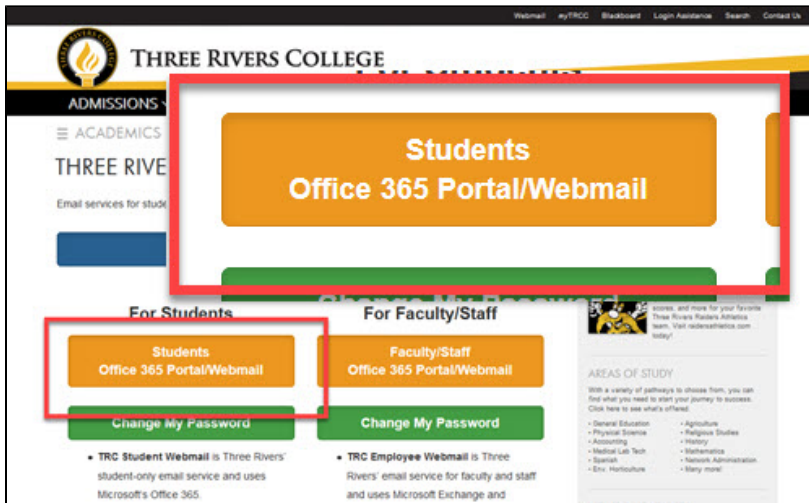 Webmail myTRCC Blackboard Login Assistance Search Contact Us
THREE RIVERS COLLEGE
ADMISSIONS
ACADEMICS
THREE RIVE
Email services for stude
Students
Office 365 Portal/Webmail
Change My Password
For Students
For Faculty/Staff
Students
Office 365 Portal/Webmail
Faculty/Staff
Office 365 Portal/Webmail
Change My Password
Change My Password
• TRC Student Webmail is Three Rivers'
student-only email service and uses
Microsoft's Office 365.
• TRC Employee Webmail is Three
Rivers' email service for faculty and staff
and uses Microsoft Exchange and
scores, and more for your favorite
Three Rivers Raiders Athletics
team. Visit raidersathletics.com
today!
AREAS OF STUDY
With a variety of pathways to choose from, you can
find what you need to start your journey to success.
Click here to see what's offered.
• General Education
• Physical Science
• Accounting
• Medical Lab Tech
• Spanish
• Env. Horticulture
• Agriculture
• Religious Studies
• History
• Mathematics
• Network Administration
• Many more!